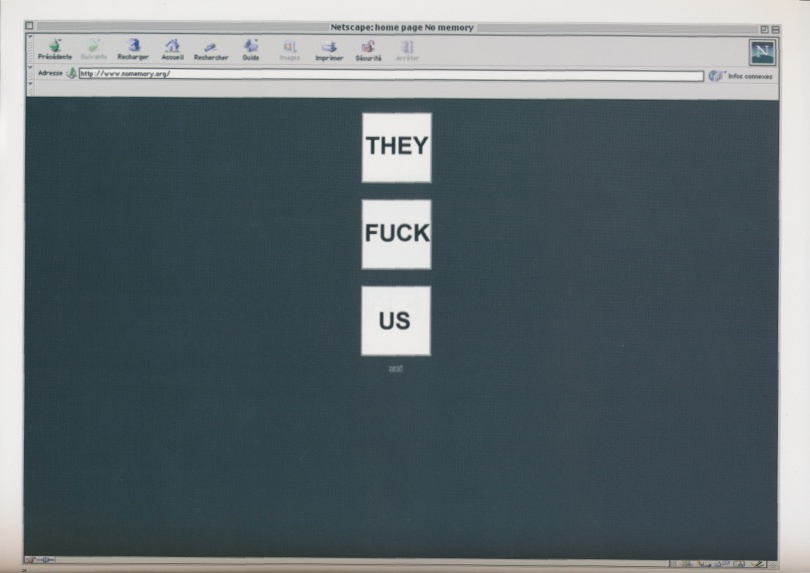 Netscape: home page No memory
Précédente Suivante Recharger Accueil Rechercher Guide Images Imprimer Sécurité Arrêter
N
Adresse http://www.nomemory.org/ Infos connexes
THEY
FUCK
US
next